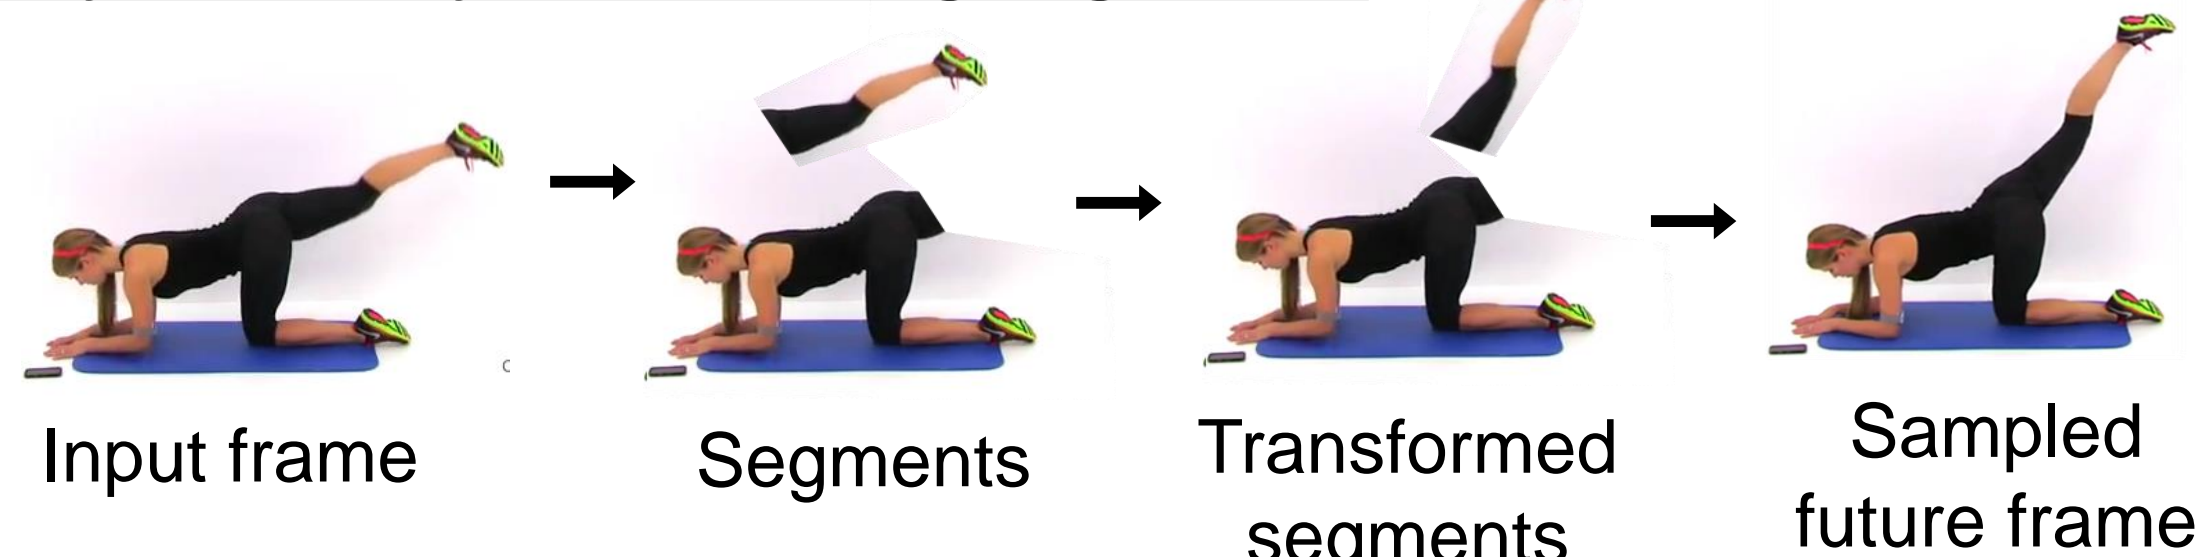 Input frame
Segments
Transformed
segments
Sampled
future frame